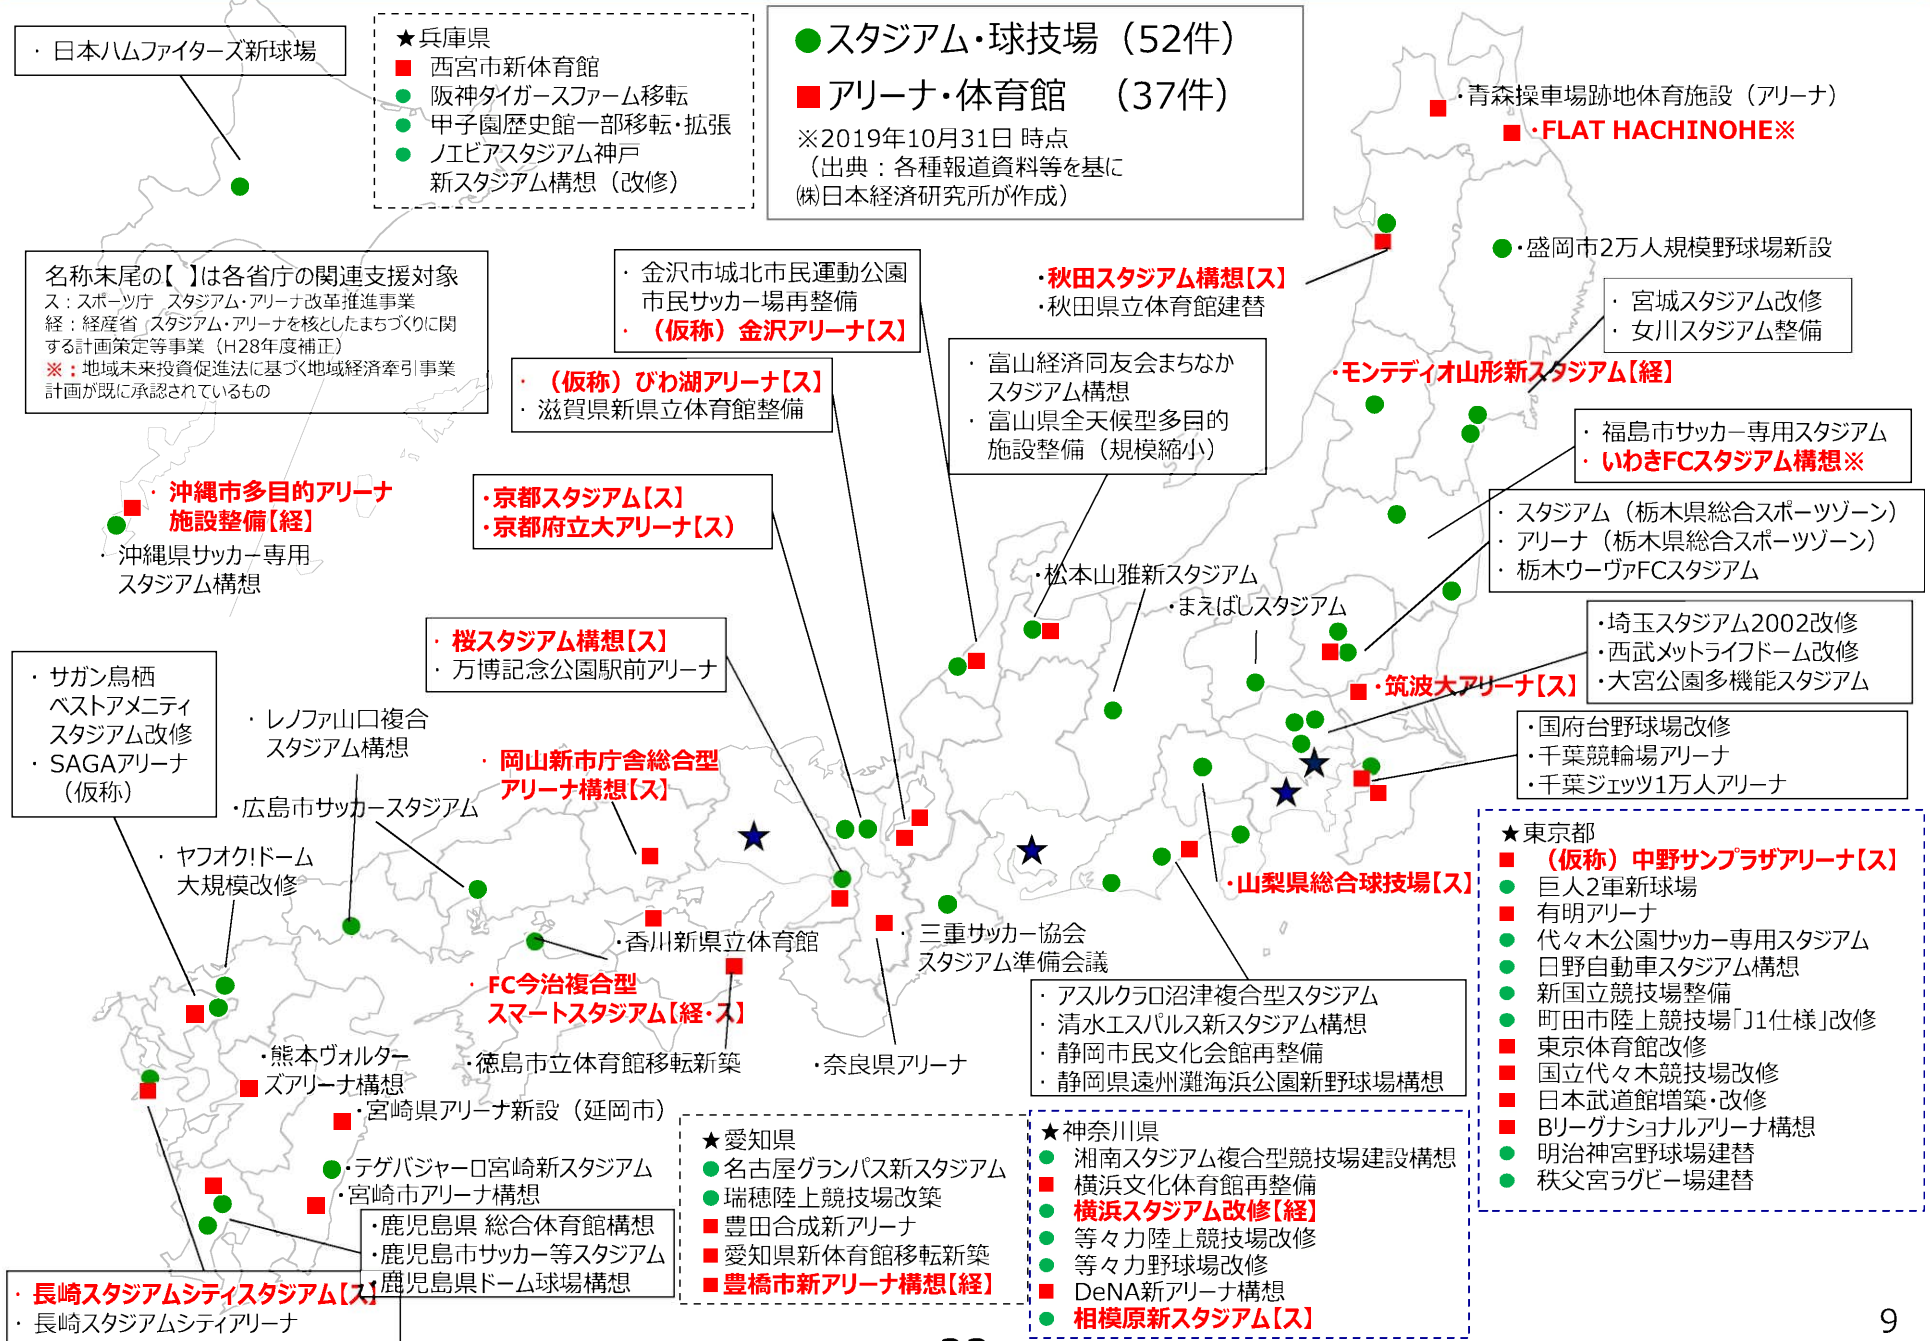 ・ 日本ハムファイターズ新球場
★兵庫県
西宮市新体育館
阪神タイガースファーム移転
甲子園歴史館一部移転・拡張
ノエビアスタジアム神戸
新スタジアム構想（改修）
スタジアム・球技場（52件）
アリーナ・体育館　（37件）
※2019年10月31日 時点
（出典：各種報道資料等を基に
㈱日本経済研究所が作成）
・青森操車場跡地体育施設（アリーナ）
・FLAT HACHINOHE※
・盛岡市2万人規模野球場新設
・秋田スタジアム構想【ス】
・秋田県立体育館建替
・ 宮城スタジアム改修
・ 女川スタジアム整備
・モンテディオ山形新スタジアム【経】
名称末尾の【 】は各省庁の関連支援対象
ス：スポーツ庁 スタジアム・アリーナ改革推進事業
経：経産省 スタジアム・アリーナを核としたまちづくりに関
する計画策定等事業（H28年度補正）
※：地域未来投資促進法に基づく地域経済牽引事業
計画が既に承認されているもの
・ 金沢市城北市民運動公園
市民サッカー場再整備
・ （仮称）金沢アリーナ【ス】
・ （仮称）びわ湖アリーナ【ス】
・ 滋賀県新県立体育館整備
・ 富山経済同友会まちなか
スタジアム構想
・ 富山県全天候型多目的
施設整備（規模縮小）
・ 福島市サッカー専用スタジアム
・ いわきFCスタジアム構想※
・ 沖縄市多目的アリーナ
施設整備【経】
・ 沖縄県サッカー専用
スタジアム構想
・京都スタジアム【ス】
・京都府立大アリーナ【ス）
・ スタジアム（栃木県総合スポーツゾーン）
・ アリーナ（栃木県総合スポーツゾーン）
・ 栃木ウーヴァFCスタジアム
・松本山雅新スタジアム
・まえばしスタジアム
・埼玉スタジアム2002改修
・西武メットライフドーム改修
・大宮公園多機能スタジアム
・ 桜スタジアム構想【ス】
・ 万博記念公園駅前アリーナ
・筑波大アリーナ【ス】
・国府台野球場改修
・千葉競輪場アリーナ
・千葉ジェッツ1万人アリーナ
・ サガン鳥栖
ベストアメニティ
スタジアム改修
・ SAGAアリーナ
（仮称）
・ レノファ山口複合
スタジアム構想
・ 岡山新市庁舎総合型
アリーナ構想【ス】
・広島市サッカースタジアム
・ ヤフオク!ドーム
大規模改修
・山梨県総合球技場【ス】
★東京都
（仮称）中野サンプラザアリーナ【ス】
巨人2軍新球場
有明アリーナ
代々木公園サッカー専用スタジアム
日野自動車スタジアム構想
新国立競技場整備
町田市陸上競技場「J1仕様」改修
東京体育館改修
国立代々木競技場改修
日本武道館増築・改修
Bリーグナショナルアリーナ構想
明治神宮野球場建替
秩父宮ラグビー場建替
・香川新県立体育館
・ FC今治複合型
スマートスタジアム【経・ス】
・徳島市立体育館移転新築
・ 三重サッカー協会
スタジアム準備会議
・奈良県アリーナ
・ アスルクラロ沼津複合型スタジアム
・ 清水エスパルス新スタジアム構想
・ 静岡市民文化会館再整備
・ 静岡県遠州灘海浜公園新野球場構想
・熊本ヴォルター
ズアリーナ構想
・宮崎県アリーナ新設（延岡市）
・テゲバジャーロ宮崎新スタジアム
・宮崎市アリーナ構想
・鹿児島県 総合体育館構想
・鹿児島市サッカー等スタジアム
・鹿児島県ドーム球場構想
・ 長崎スタジアムシティスタジアム【ス】
・ 長崎スタジアムシティアリーナ
★愛知県
名古屋グランパス新スタジアム
瑞穂陸上競技場改築
豊田合成新アリーナ
愛知県新体育館移転新築
豊橋市新アリーナ構想【経】
★神奈川県
湘南スタジアム複合型競技場建設構想
横浜文化体育館再整備
横浜スタジアム改修【経】
等々力陸上競技場改修
等々力野球場改修
DeNA新アリーナ構想
相模原新スタジアム【ス】
9